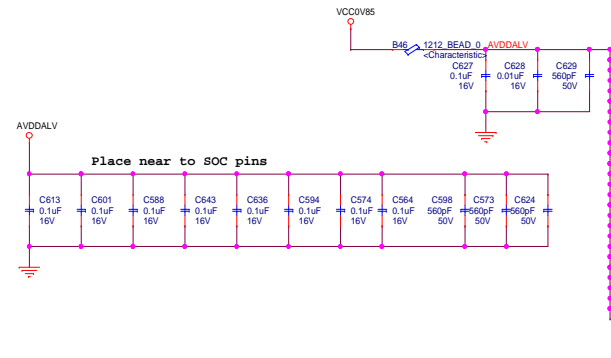 VCC0V85
B46
1212_BEAD_0
AVDDALV
<Characteristic>
C627
0.1uF
16V
C628
0.01uF
16V
C629
560pF
50V
AVDDALV
Place near to SOC pins
C613
0.1uF
16V
C601
0.1uF
16V
C588
0.1uF
16V
C643
0.1uF
16V
C636
0.1uF
16V
C594
0.1uF
16V
C574
0.1uF
16V
C564
0.1uF
16V
C598
560pF
50V
C573
560pF
50V
C624
560pF
50V